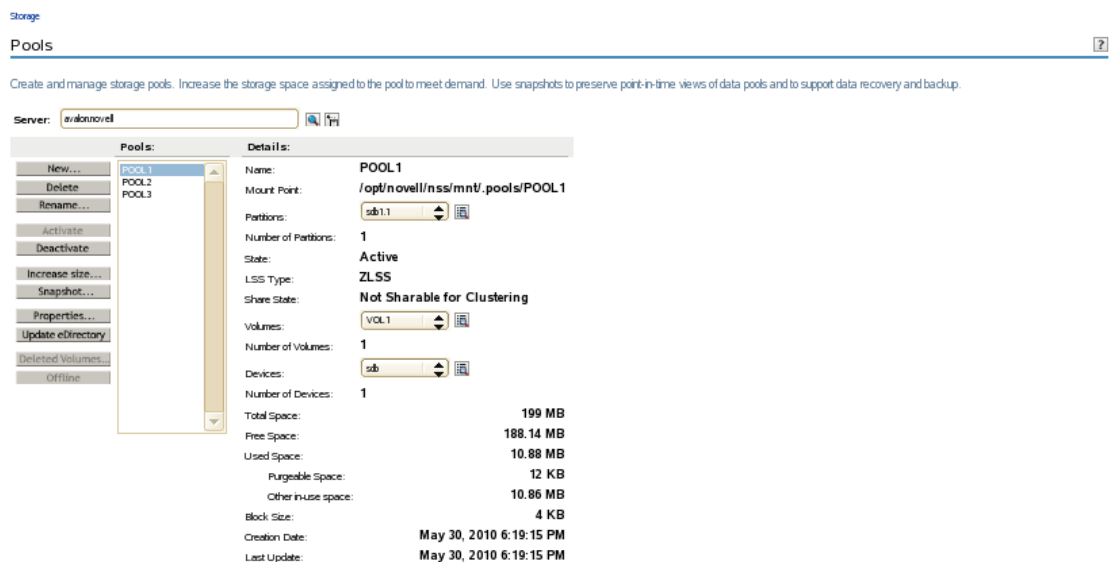 Storage
Pools
?
Create and manage storage pools. Increase the storage space assigned to the pool to meet demand. Use snapshots to preserve point-in-time views of data pools and to support data recovery and backup.
Server: avalonnovell
Pools: Details:
New...
Delete
Rename...
Activate
Deactivate
Increase size...
Snapshot...
Properties...
Update eDirectory
Deleted Volumes...
Offline
POOL1
POOL2
POOL3
Name: POOL1
Mount Point: /opt/novell/nss/mnt/.pools/POOL1
Partitions: sdb1.1
Number of Partitions: 1
State: Active
LSS Type: ZLSS
Share State: Not Sharable for Clustering
Volumes: VOL1
Number of Volumes: 1
Devices: sdb
Number of Devices: 1
Total Space: 199 MB
Free Space: 188.14 MB
Used Space: 10.88 MB
Purgeable Space: 12 KB
Other in-use space: 10.86 MB
Block Size: 4 KB
Creation Date: May 30, 2010 6:19:15 PM
Last Update: May 30, 2010 6:19:15 PM